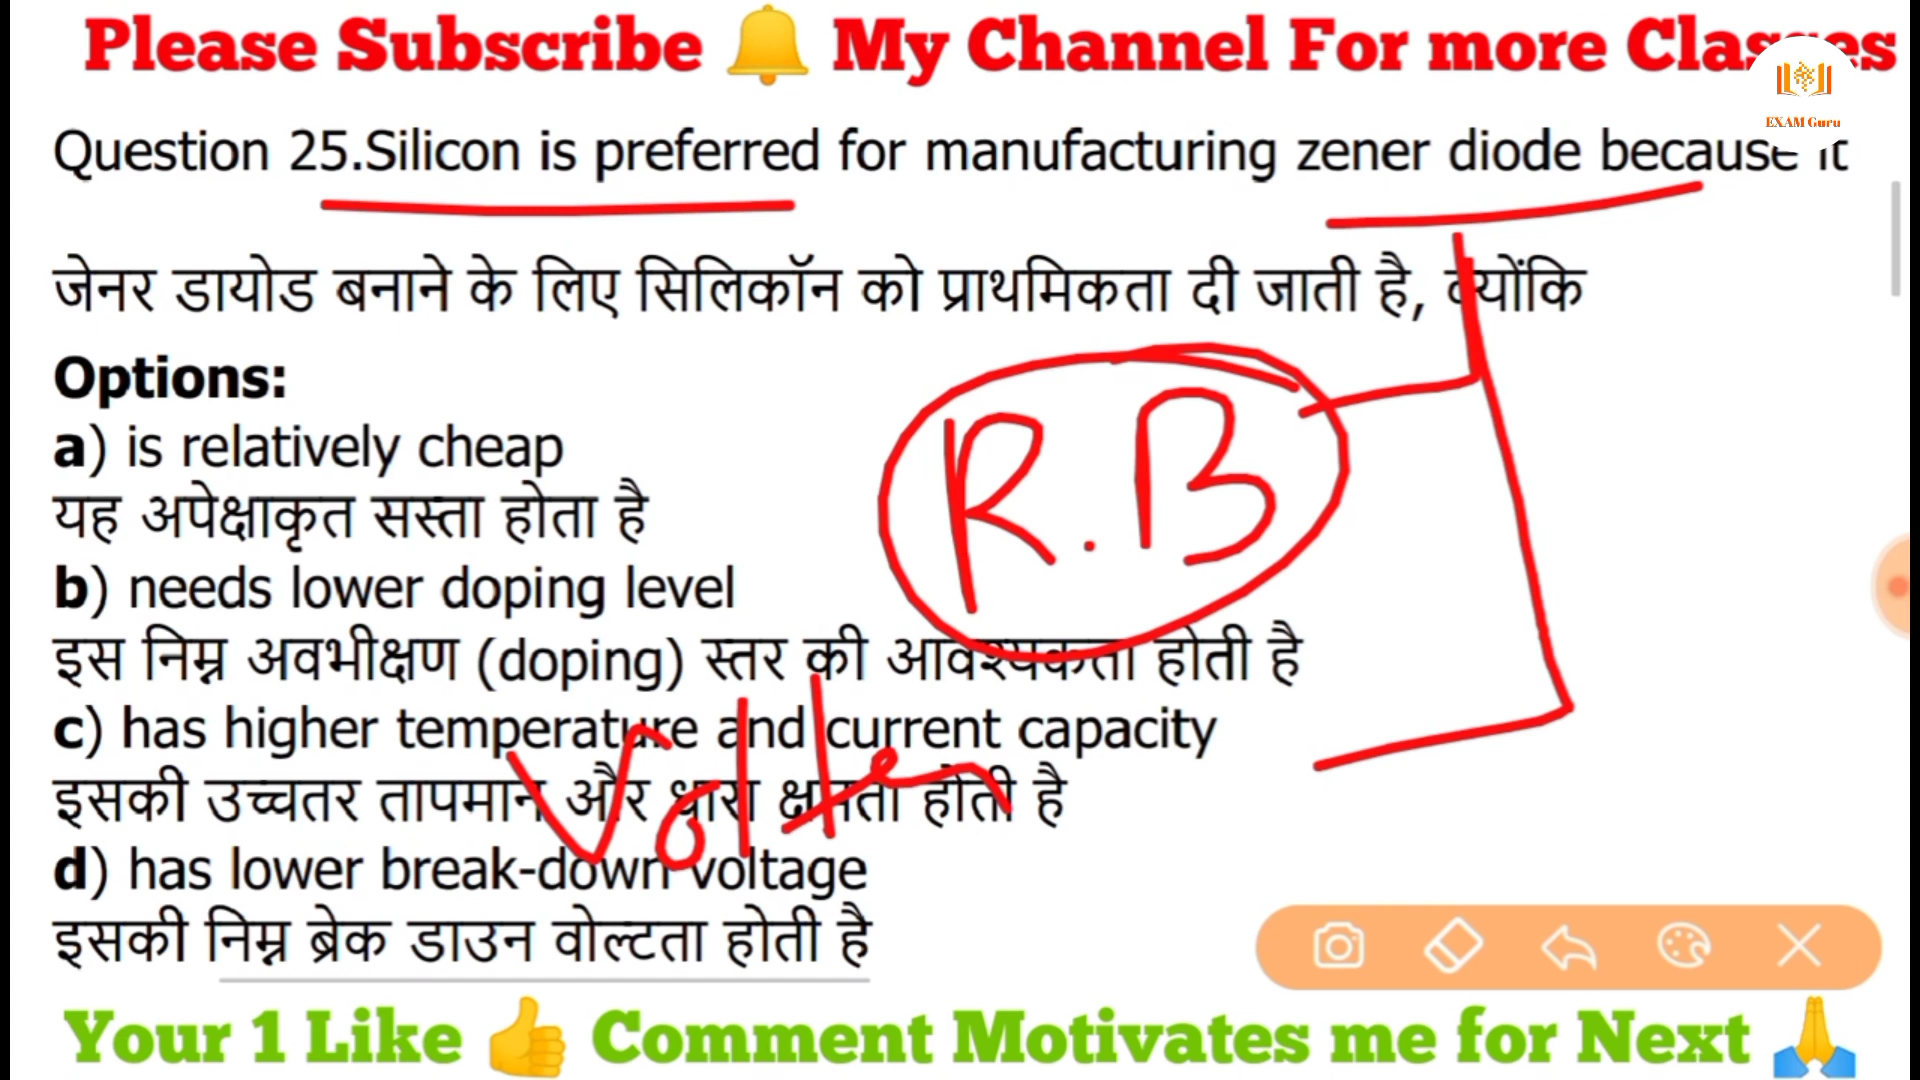 Please Subscribe 🔔 My Channel For more Classes
EXAM Guru
Question 25.Silicon is preferred for manufacturing zener diode because it
जेनर डायोड बनाने के लिए सिलिकॉन को प्राथमिकता दी जाती है, क्योंकि
Options:
a) is relatively cheap
R.B
यह अपेक्षाकृत सस्ता होता है
b) needs lower doping level
इस निम्न अवभीक्षण (doping) स्तर की आवश्यकता होती है
c) has higher temperature and current capacity
इसकी उच्चतर तापमान और धारा क्षमता होती है
d) has lower break-down voltage
इसकी निम्न ब्रेक डाउन वोल्टता होती है
Your 1 Like 👍 Comment Motivates me for Next 🙏